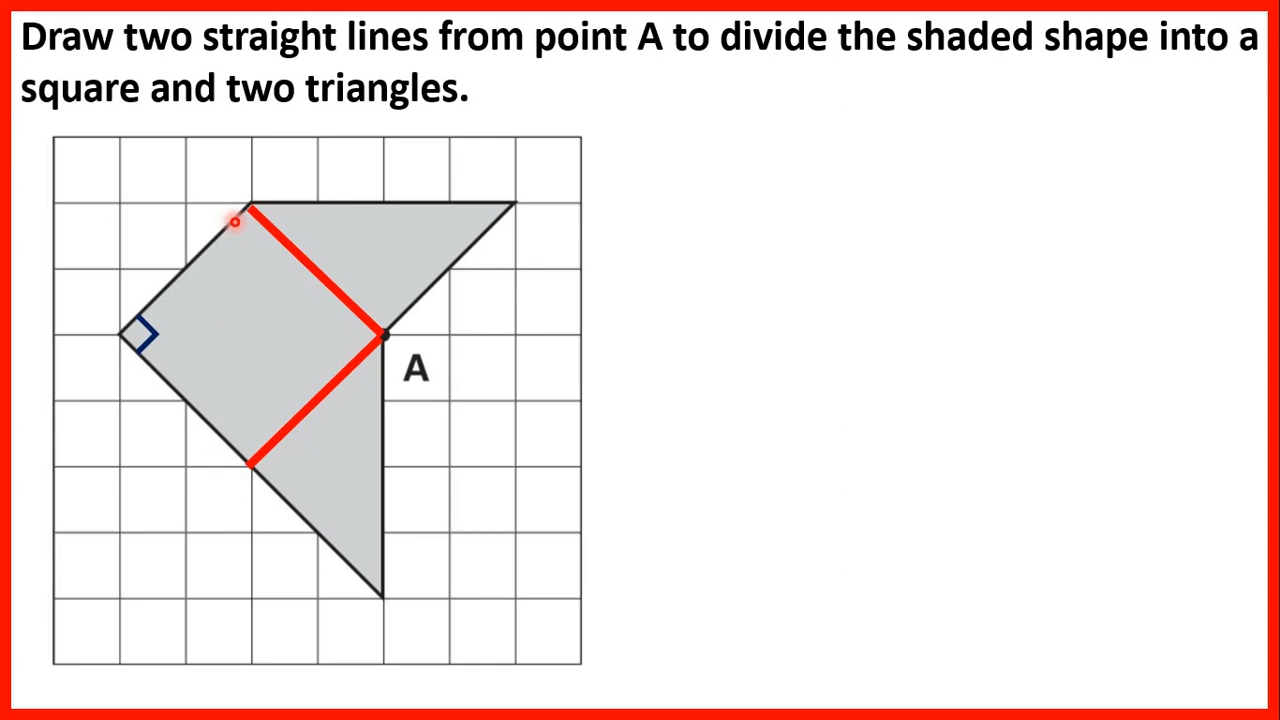 Draw two straight lines from point A to divide the shaded shape into a
square and two triangles.
A